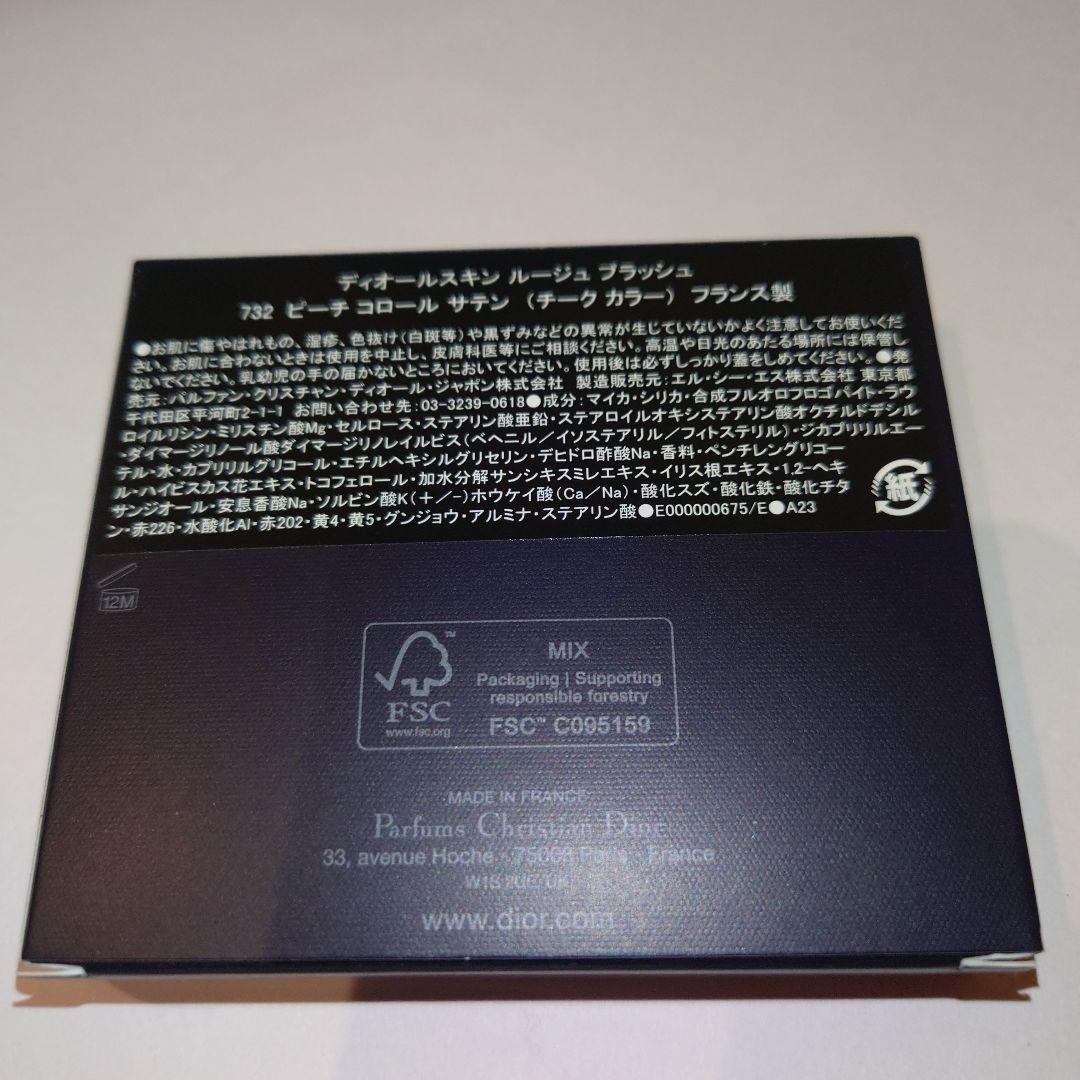 ディオールスキン ルージュ ブラッシュ
732 ピーチ コロール サテン (チーク カラー) フランス製
●お肌に傷やはれもの、湿疹、色抜け(白斑等)や黒ずみなどの異常が生じていないかよく注意してお使いくだ
さい。お肌に合わないときは使用を中止し、皮膚科医等にご相談ください。高温や日光のあたる場所には保管し
ないでください。乳幼児の手の届かないところにおいてください。使用後は必ずしっかり蓋をしめてください。●発
売元:パルファン・クリスチャン・ディオール・ジャポン株式会社 製造販売元:エル・シー・エス株式会社 東京都
千代田区平河町2-1-1 お問い合わせ先:03-3239-0618●成分:マイカ・シリカ・合成フルオロフロゴパイト・ラウ
ロイルリシン・ミリスチン酸Mg・セルロース・ステアリン酸亜鉛・ステアロイルオキシステアリン酸オクチルドデシル
・ダイマージリノール酸ダイマージリノレイルビス(ベヘニル/イソステアリル/フィトステリル)・ジカプリリルエー
テル・水・カプリリルグリコール・エチルヘキシルグリセリン・デヒドロ酢酸Na・香料・ペンチレングリコー
ル・ハイビスカス花エキス・トコフェロール・加水分解サンシキスミレエキス・イリス根エキス・1,2-ヘキ
サンジオール・安息香酸Na・ソルビン酸K(+/-)ホウケイ酸(Ca/Na)・酸化スズ・酸化鉄・酸化チタ
ン・赤226・水酸化Al・赤202・黄4・黄5・グンジョウ・アルミナ・ステアリン酸●E000000675/E●A23
紙
12M
FSC
www.fsc.org
MIX
Packaging | Supporting
responsible forestry
FSC™ C095159
MADE IN FRANCE
Parfums Christian Dior
33, avenue Hoche - 75008 Paris - France
W1S 2UE UK
www.dior.com